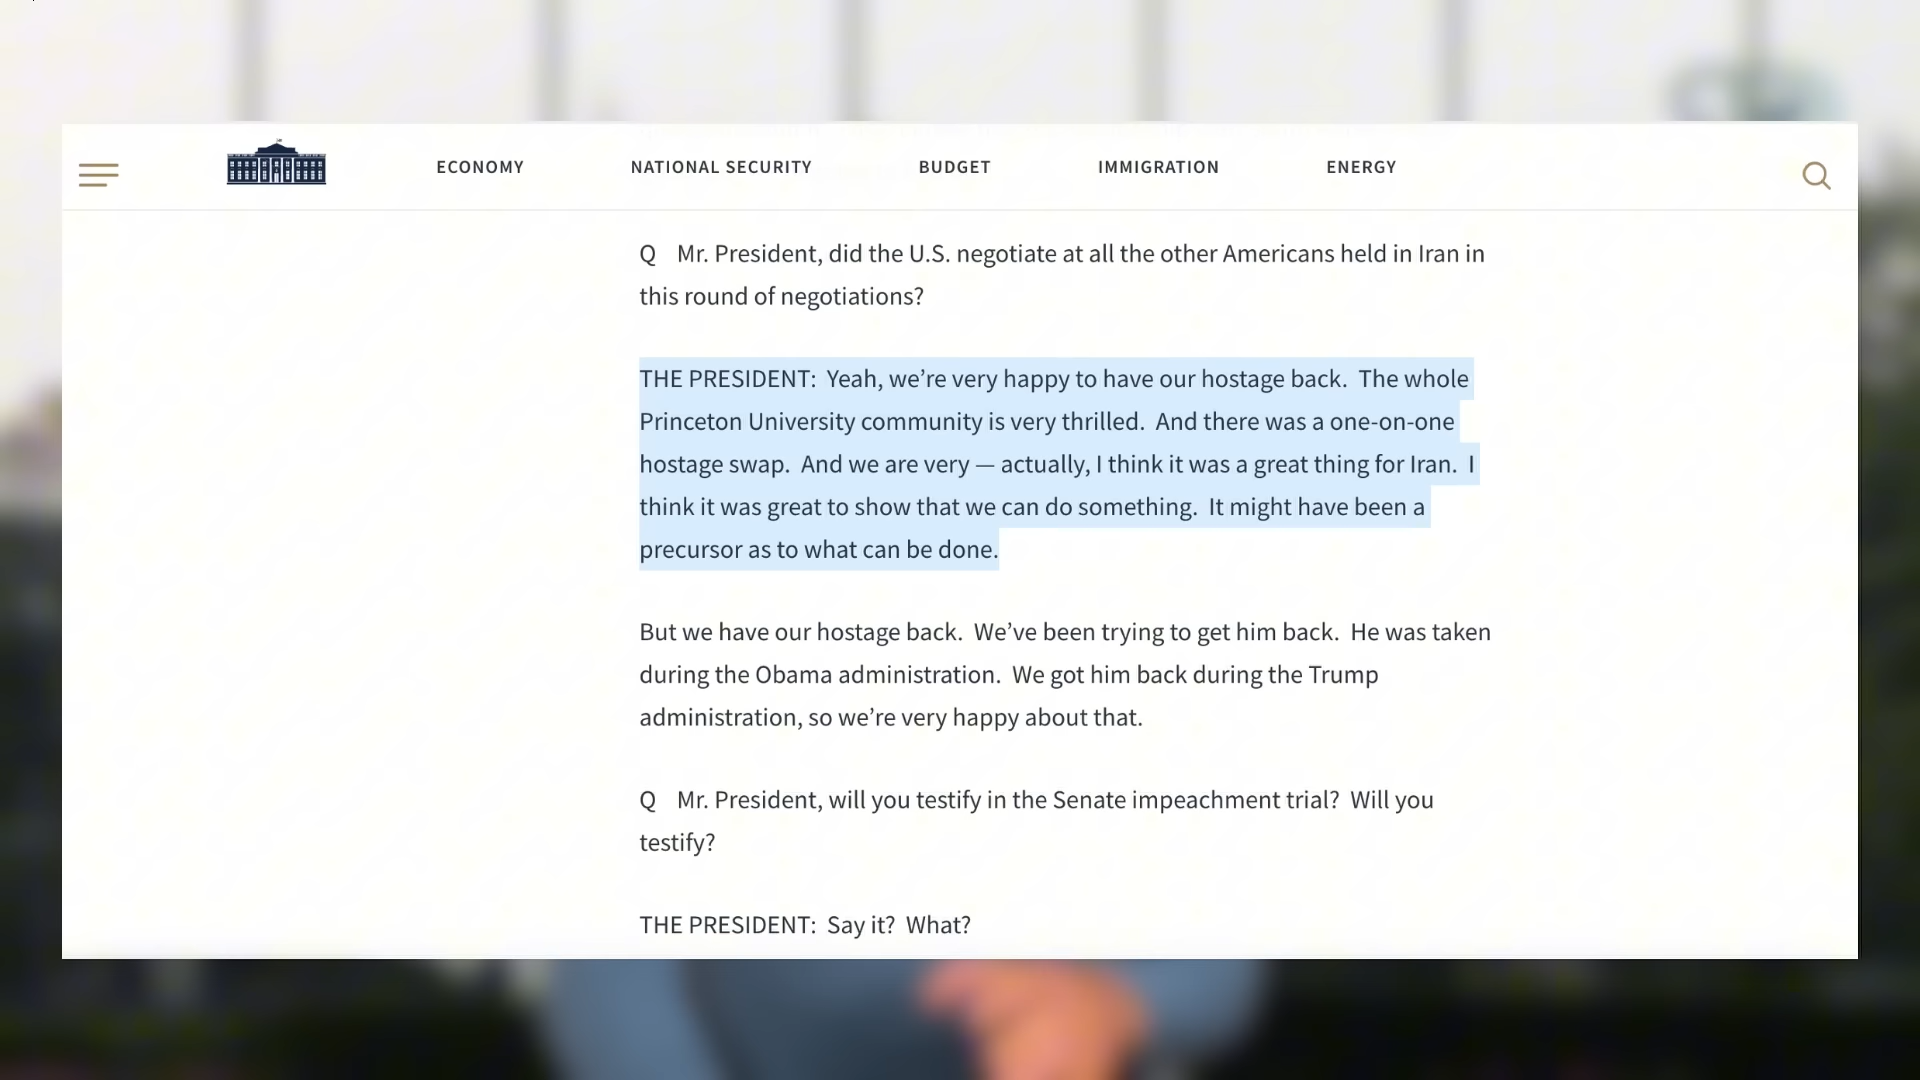 ECONOMY NATIONAL SECURITY BUDGET IMMIGRATION ENERGY
Q Mr. President, did the U.S. negotiate at all the other Americans held in Iran in
this round of negotiations?
THE PRESIDENT: Yeah, we’re very happy to have our hostage back. The whole
Princeton University community is very thrilled. And there was a one-on-one
hostage swap. And we are very — actually, I think it was a great thing for Iran. I
think it was great to show that we can do something. It might have been a
precursor as to what can be done.
But we have our hostage back. We’ve been trying to get him back. He was taken
during the Obama administration. We got him back during the Trump
administration, so we’re very happy about that.
Q Mr. President, will you testify in the Senate impeachment trial? Will you
testify?
THE PRESIDENT: Say it? What?